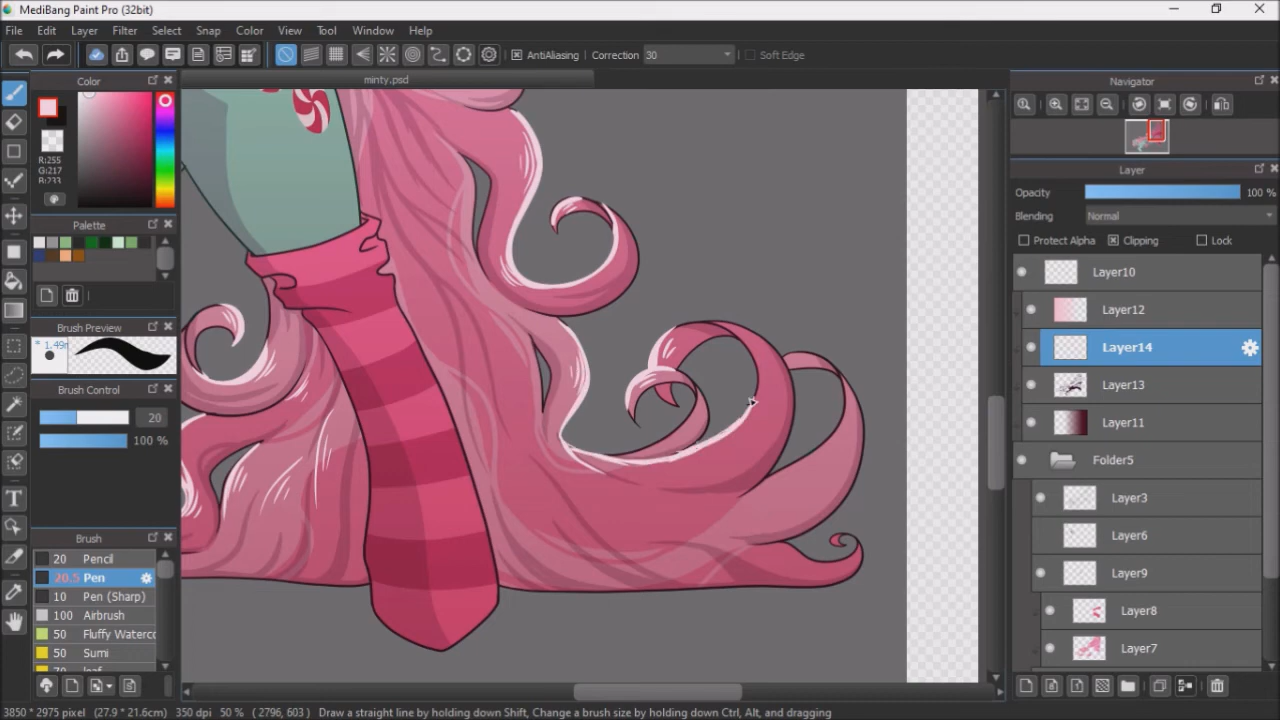 MediBang Paint Pro (32bit)
File Edit Layer Filter Select Snap Color View Tool Window Help
AntiAliasing Correction 30 Soft Edge
minty.psd
Color
R:255
G:217
B:233
Palette
Brush Preview
* 1.49m
Brush Control
20
100 %
Brush
20 Pencil
20.5 Pen
10 Pen (Sharp)
100 Airbrush
50 Fluffy Waterco
50 Sumi
70 leaf
Navigator
Layer
Opacity 100 %
Blending Normal
Protect Alpha Clipping Lock
Layer10
Layer12
Layer14
Layer13
Layer11
Folder5
Layer3
Layer6
Layer9
Layer8
Layer7
3850 * 2975 pixel (27.9 * 21.6cm) 350 dpi 50 % ( 2796, 603 ) Draw a straight line by holding down Shift, Change a brush size by holding down Ctrl, Alt, and dragging